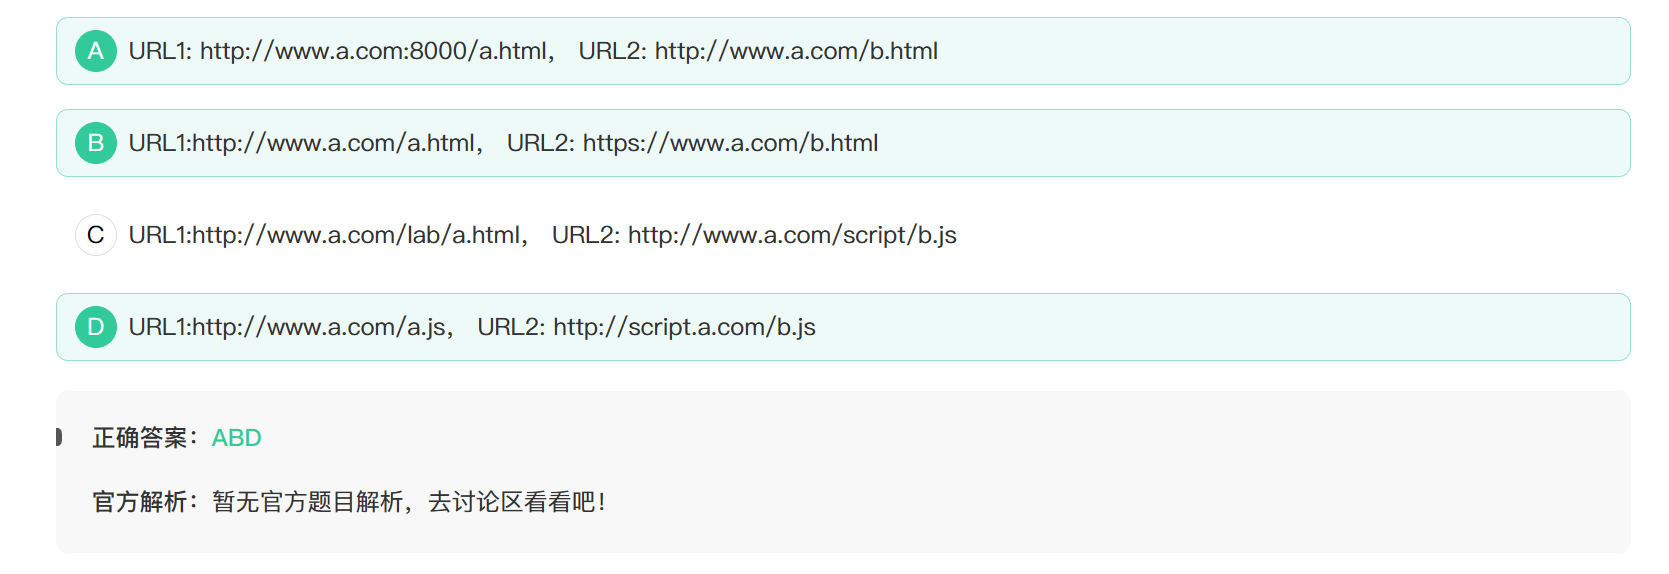 A URL1: http://www.a.com:8000/a.html， URL2: http://www.a.com/b.html
B URL1:http://www.a.com/a.html， URL2: https://www.a.com/b.html
C URL1:http://www.a.com/lab/a.html， URL2: http://www.a.com/script/b.js
D URL1:http://www.a.com/a.js， URL2: http://script.a.com/b.js
正确答案：ABD
官方解析：暂无官方题目解析，去讨论区看看吧！